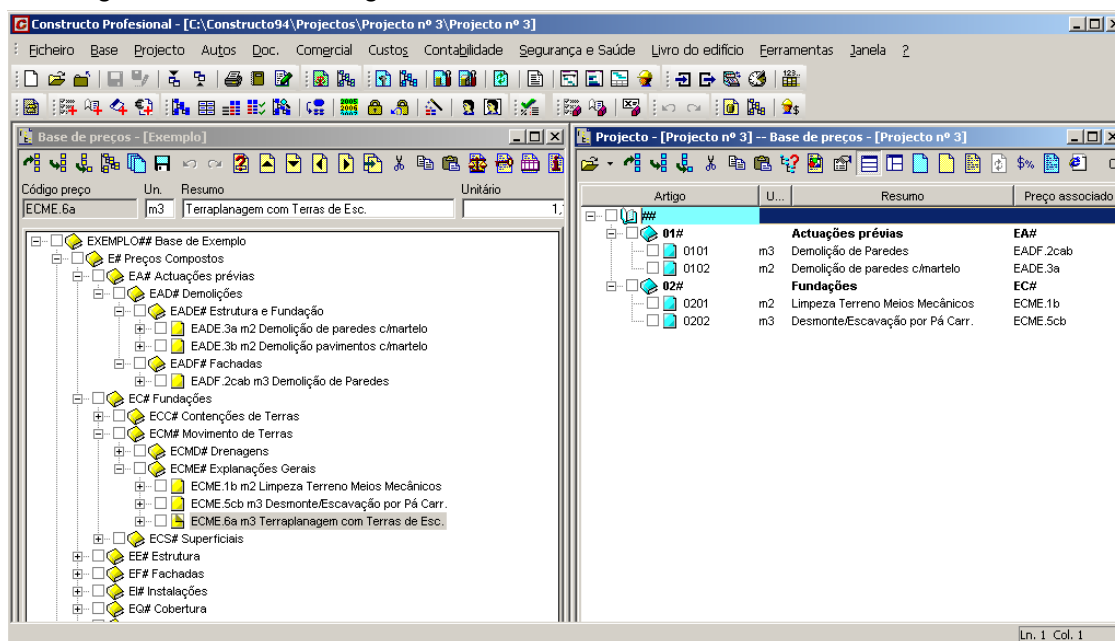 Constructo Profesional - [C:\Constructo94\Projectos\Projecto nº 3\Projecto nº 3]
Ficheiro Base Projecto Autos Doc. Comercial Custos Contabilidade Segurança e Saúde Livro do edifício Ferramentas Janela ?
Base de preços - [Exemplo]
Código preço Un. Resumo Unitário
ECME.6a m3 Terraplanagem com Terras de Esc. 1,
EXEMPLO## Base de Exemplo
E# Preços Compostos
EA# Actuações prévias
EAD# Demolições
EADE# Estrutura e Fundação
EADE.3a m2 Demolição de paredes c/martelo
EADE.3b m2 Demolição pavimentos c/martelo
EADF# Fachadas
EADF.2cab m3 Demolição de Paredes
EC# Fundações
ECC# Contenções de Terras
ECM# Movimento de Terras
ECMD# Drenagens
ECME# Explanações Gerais
ECME.1b m2 Limpeza Terreno Meios Mecânicos
ECME.5cb m3 Desmonte/Escavação por Pá Carr.
ECME.6a m3 Terraplanagem com Terras de Esc.
ECS# Superficiais
EE# Estrutura
EF# Fachadas
EI# Instalações
EQ# Cobertura
Projecto - [Projecto nº 3] -- Base de preços - [Projecto nº 3]
Artigo U... Resumo Preço associado
##
01# Actuações prévias EA#
0101 m3 Demolição de Paredes EADF.2cab
0102 m2 Demolição de paredes c/martelo EADE.3a
02# Fundações EC#
0201 m2 Limpeza Terreno Meios Mecânicos ECME.1b
0202 m3 Desmonte/Escavação por Pá Carr. ECME.5cb
Ln. 1 Col. 1